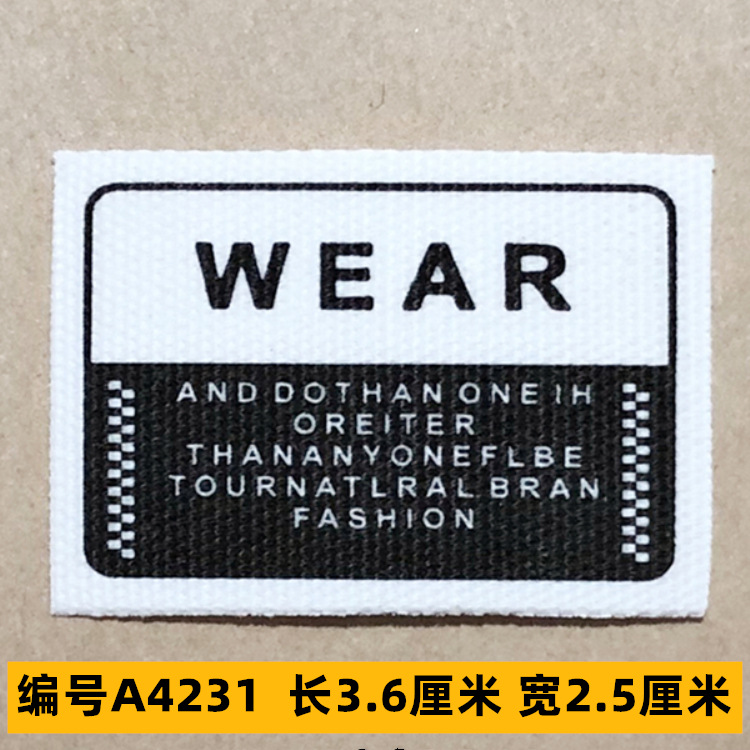 WEAR
AND DOTHAN ONE IH
OREITER
THANANYONEFLBE
TOURNATLRAL.BRAN.
FASHION
编号A4231 长3.6厘米 宽2.5厘米